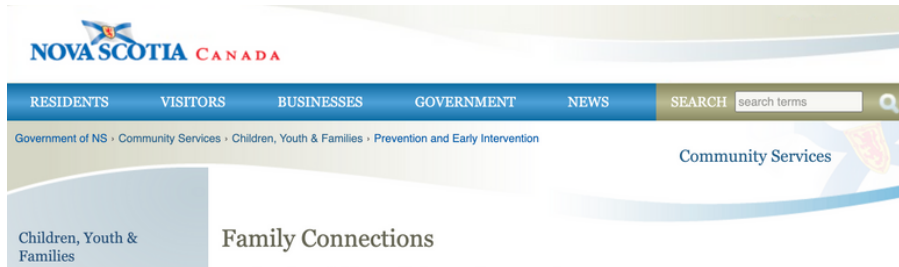 NOVA SCOTIA CANADA
RESIDENTS VISITORS BUSINESSES GOVERNMENT NEWS SEARCH search terms
Government of NS › Community Services › Children, Youth & Families › Prevention and Early Intervention
Community Services
Children, Youth &
Families
Family Connections